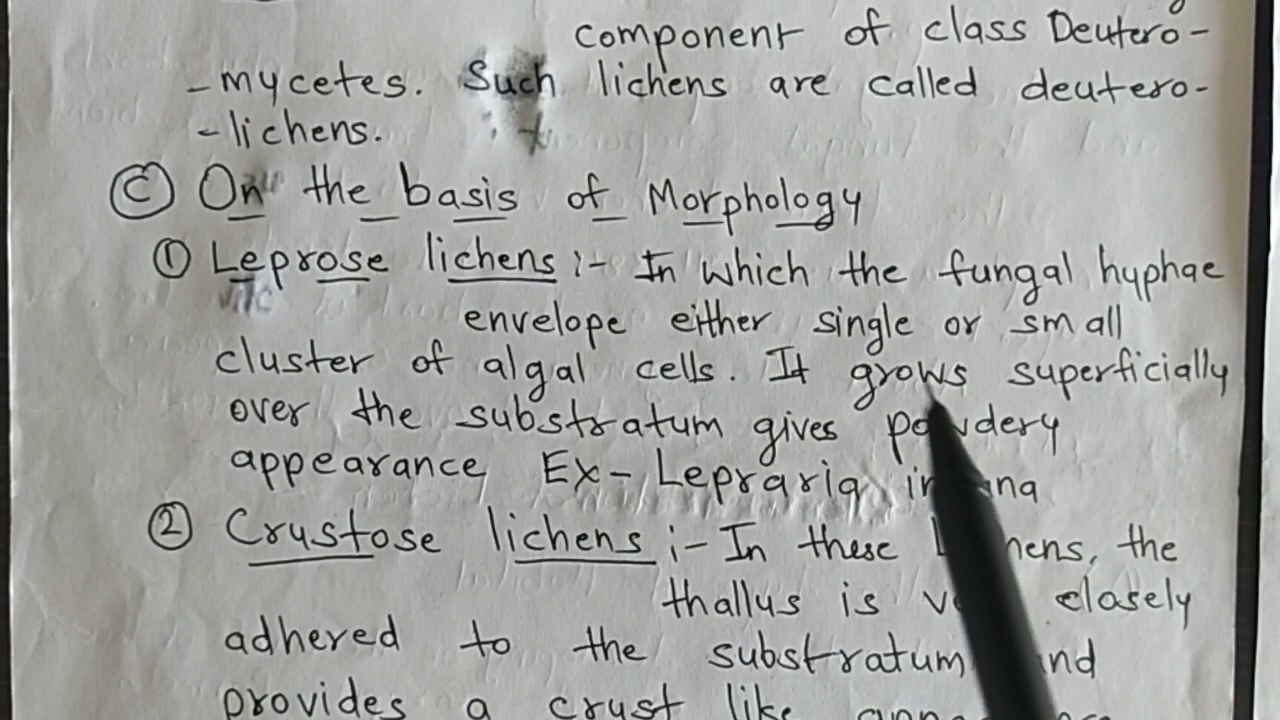 component of class Deutero-
-mycetes. Such lichens are called deutero-
-lichens.
Ⓒ On the basis of Morphology
① Leprose lichens :- In which the fungal hyphae
envelope either single or small
cluster of algal cells. It grows superficially
over the substratum gives powdery
appearance Ex- Lepraria
② Crustose lichens :- In these the
thallus is closely
adhered to the substratum
provides a crust like